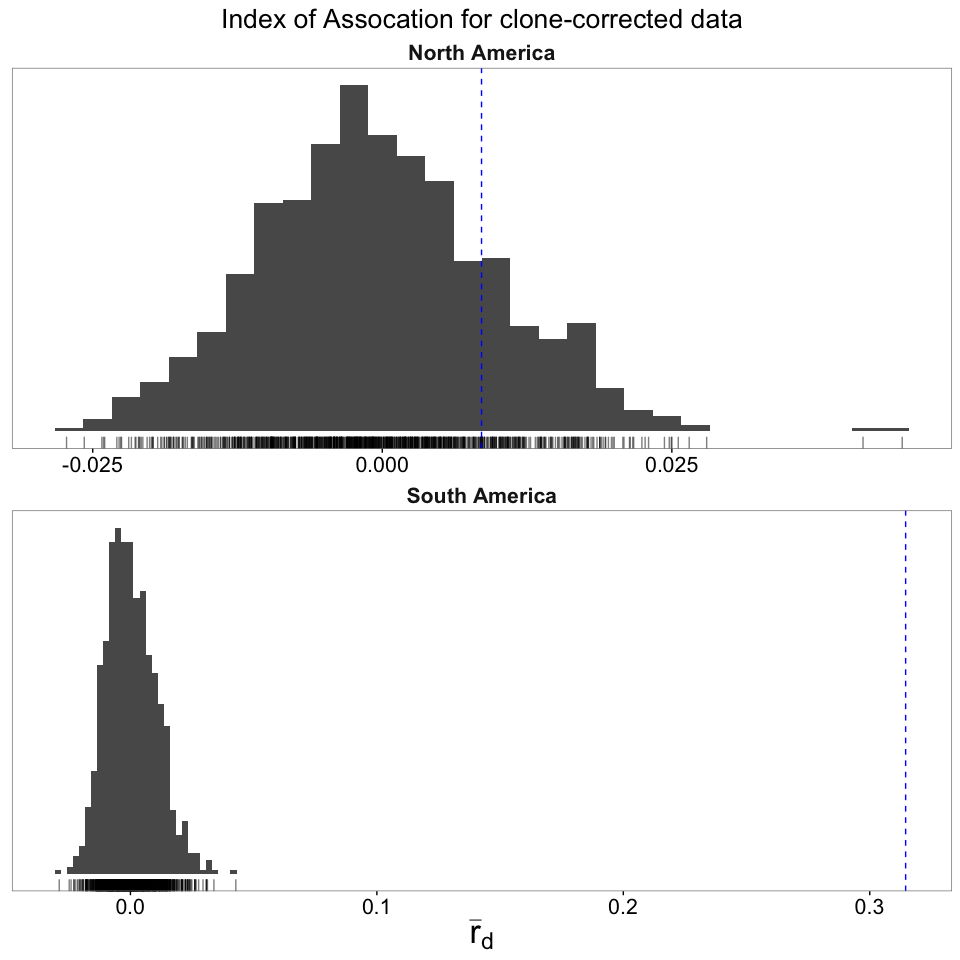 Index of Assocation for clone-corrected data
North America
-0.025 0.000 0.025
South America
0.0 0.1 0.2 0.3
r̅d